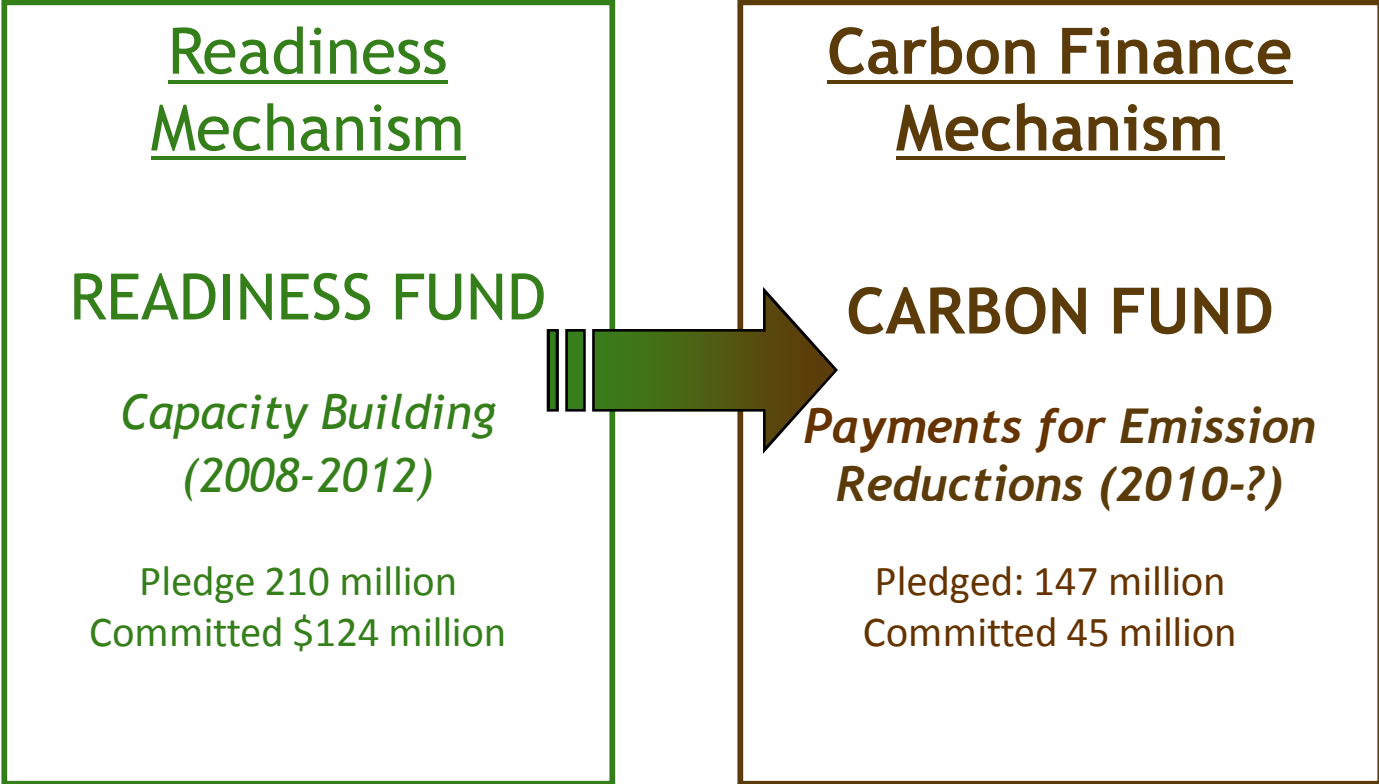 Readiness
Mechanism
READINESS FUND
Capacity Building
(2008-2012)
Pledge 210 million
Committed $124 million
Carbon Finance
Mechanism
CARBON FUND
Payments for Emission
Reductions (2010-?)
Pledged: 147 million
Committed 45 million